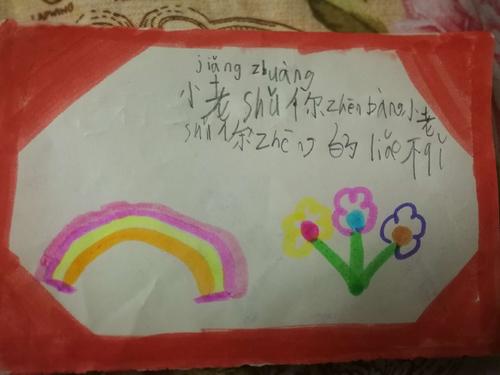 jiǎng zhuàng
小老shǔ你zhēn bàng小老
shǔ你zhēn 的liǎo不qǐ